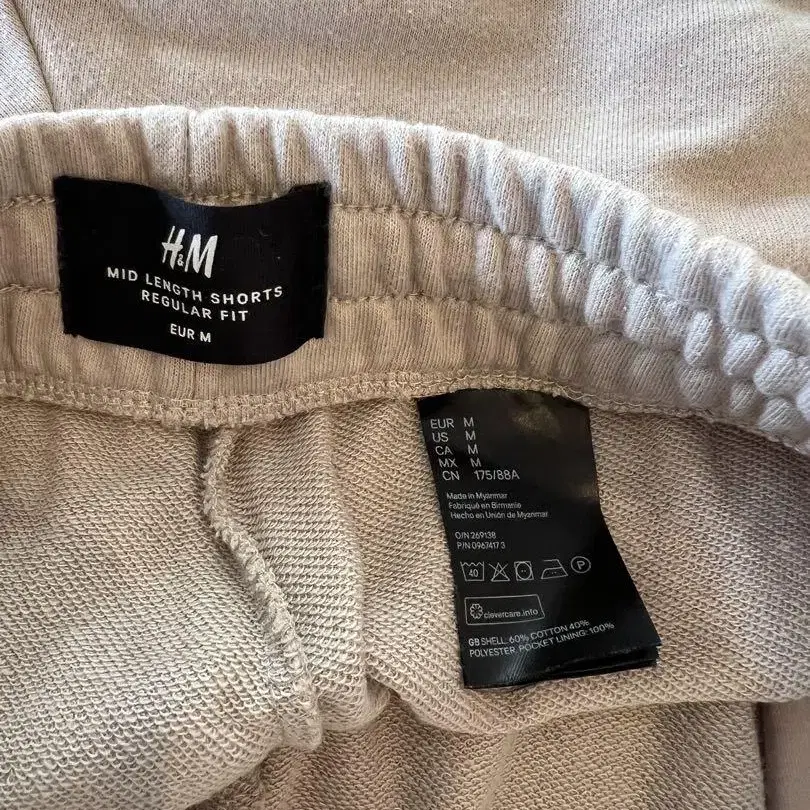 H&M
MID LENGTH SHORTS
REGULAR FIT
EUR M
EUR M
US M
CA M
MX M
CN 175/88A
Made in Myanmar
Fabriqué en Birmanie
Hecho en Unión de Myanmar
O/N 269138
P/N 0967417 3
40
P
clevercare.info
GB SHELL: 60% COTTON 40%
POLYESTER. POCKET LINING: 100%